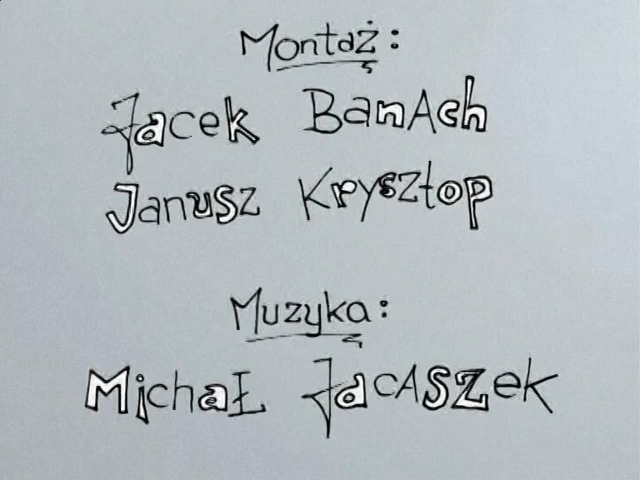 Montaż:
Jacek BanAch
Janusz Krysztop
Muzyka:
Michał JacAszek